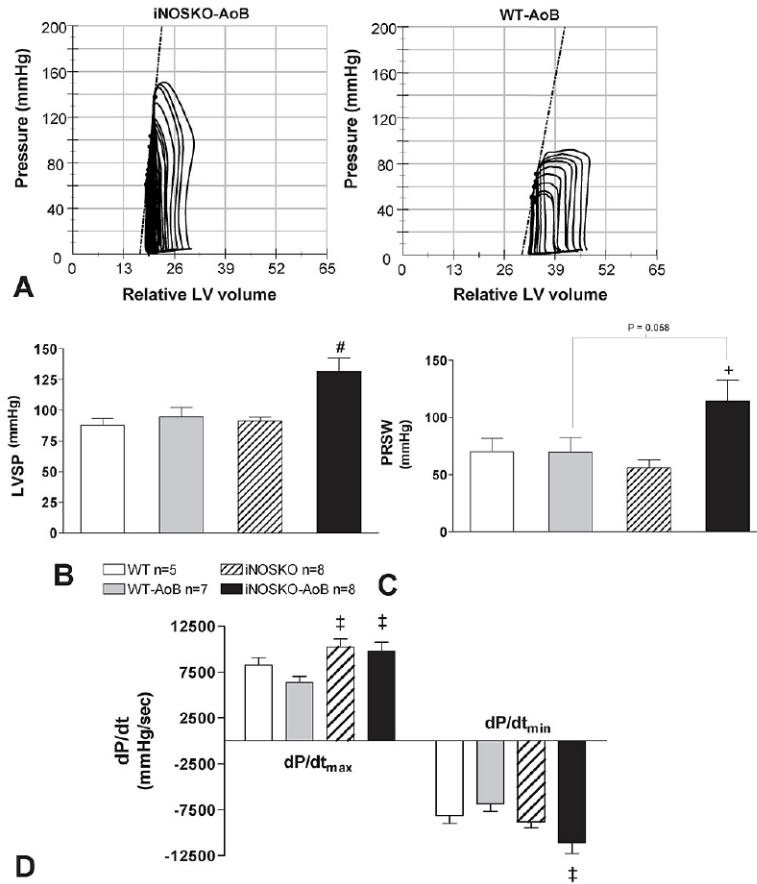 iNOSKO-AoB
WT-AoB
Pressure (mmHg)
200
160
120
80
40
0
0 13 26 39 52 65
Relative LV volume
Pressure (mmHg)
200
160
120
80
40
0
0 13 26 39 52 65
Relative LV volume
A
LVSP (mmHg)
150
125
100
75
50
25
0
#
B
P = 0.058
PRSW (mmHg)
150
100
50
0
+
C
WT n=5
iNOSKO n=8
WT-AoB n=7
iNOSKO-AoB n=8
dP/dt
(mmHg/sec)
12500
7500
2500
-2500
-7500
-12500
‡ ‡
dP/dtmax
dP/dtmin
‡
D